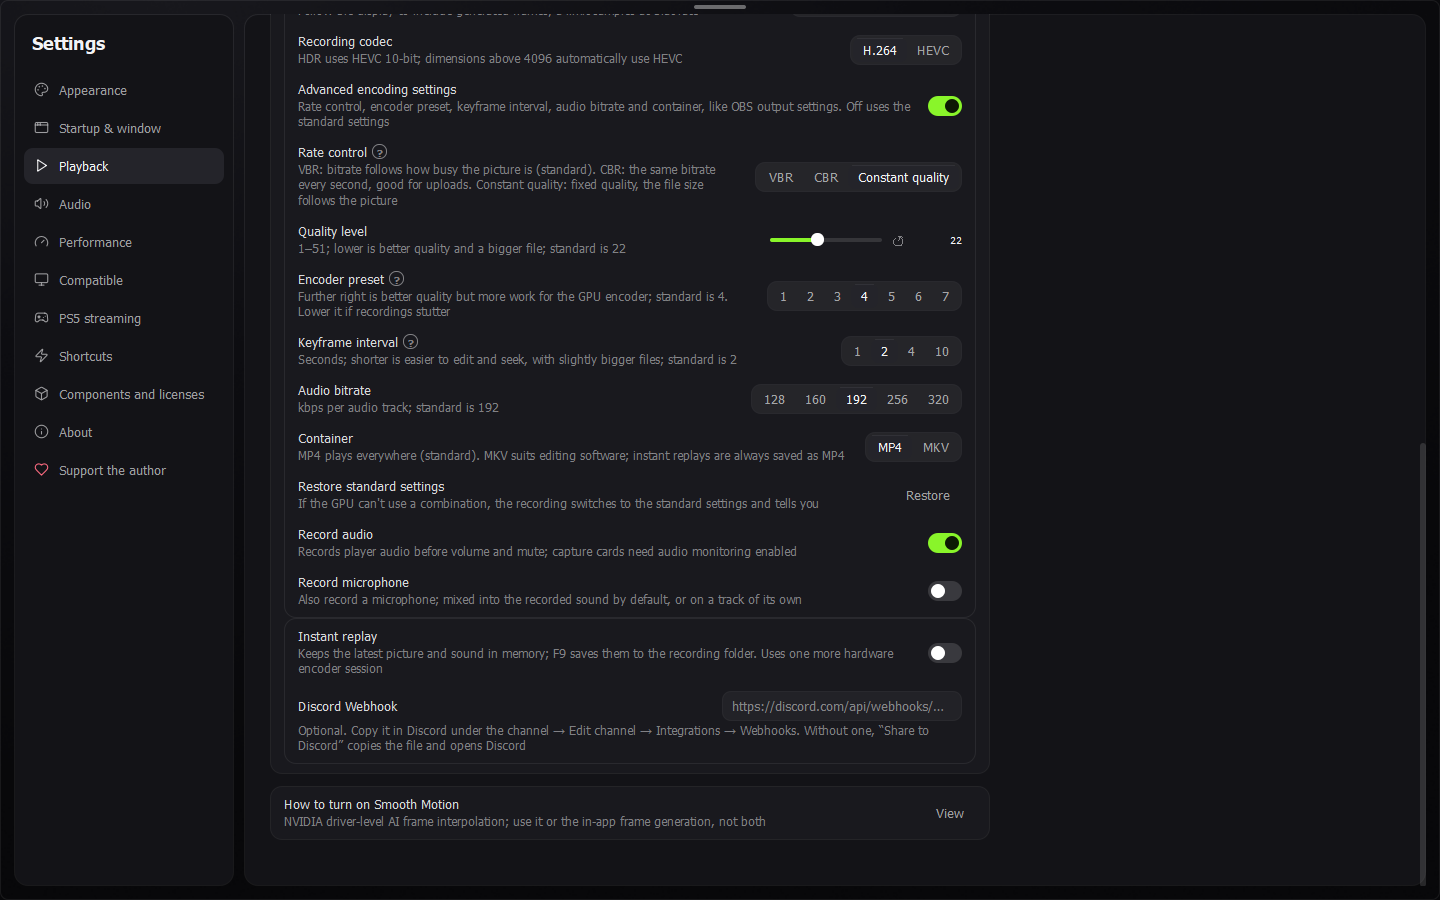 Settings
Appearance
Startup & window
Playback
Audio
Performance
Compatible
PS5 streaming
Shortcuts
Components and licenses
About
Support the author
Recording codec
HDR uses HEVC 10-bit; dimensions above 4096 automatically use HEVC
H.264 HEVC
Advanced encoding settings
Rate control, encoder preset, keyframe interval, audio bitrate and container, like OBS output settings. Off uses the
standard settings
Rate control ?
VBR: bitrate follows how busy the picture is (standard). CBR: the same bitrate
every second, good for uploads. Constant quality: fixed quality, the file size
follows the picture
VBR CBR Constant quality
Quality level
1–51; lower is better quality and a bigger file; standard is 22
22
Encoder preset ?
Further right is better quality but more work for the GPU encoder; standard is 4.
Lower it if recordings stutter
1 2 3 4 5 6 7
Keyframe interval ?
Seconds; shorter is easier to edit and seek, with slightly bigger files; standard is 2
1 2 4 10
Audio bitrate
kbps per audio track; standard is 192
128 160 192 256 320
Container
MP4 plays everywhere (standard). MKV suits editing software; instant replays are always saved as MP4
MP4 MKV
Restore standard settings
If the GPU can't use a combination, the recording switches to the standard settings and tells you
Restore
Record audio
Records player audio before volume and mute; capture cards need audio monitoring enabled
Record microphone
Also record a microphone; mixed into the recorded sound by default, or on a track of its own
Instant replay
Keeps the latest picture and sound in memory; F9 saves them to the recording folder. Uses one more hardware
encoder session
Discord Webhook
https://discord.com/api/webhooks/...
Optional. Copy it in Discord under the channel → Edit channel → Integrations → Webhooks. Without one, “Share to
Discord” copies the file and opens Discord
How to turn on Smooth Motion
NVIDIA driver-level AI frame interpolation; use it or the in-app frame generation, not both
View